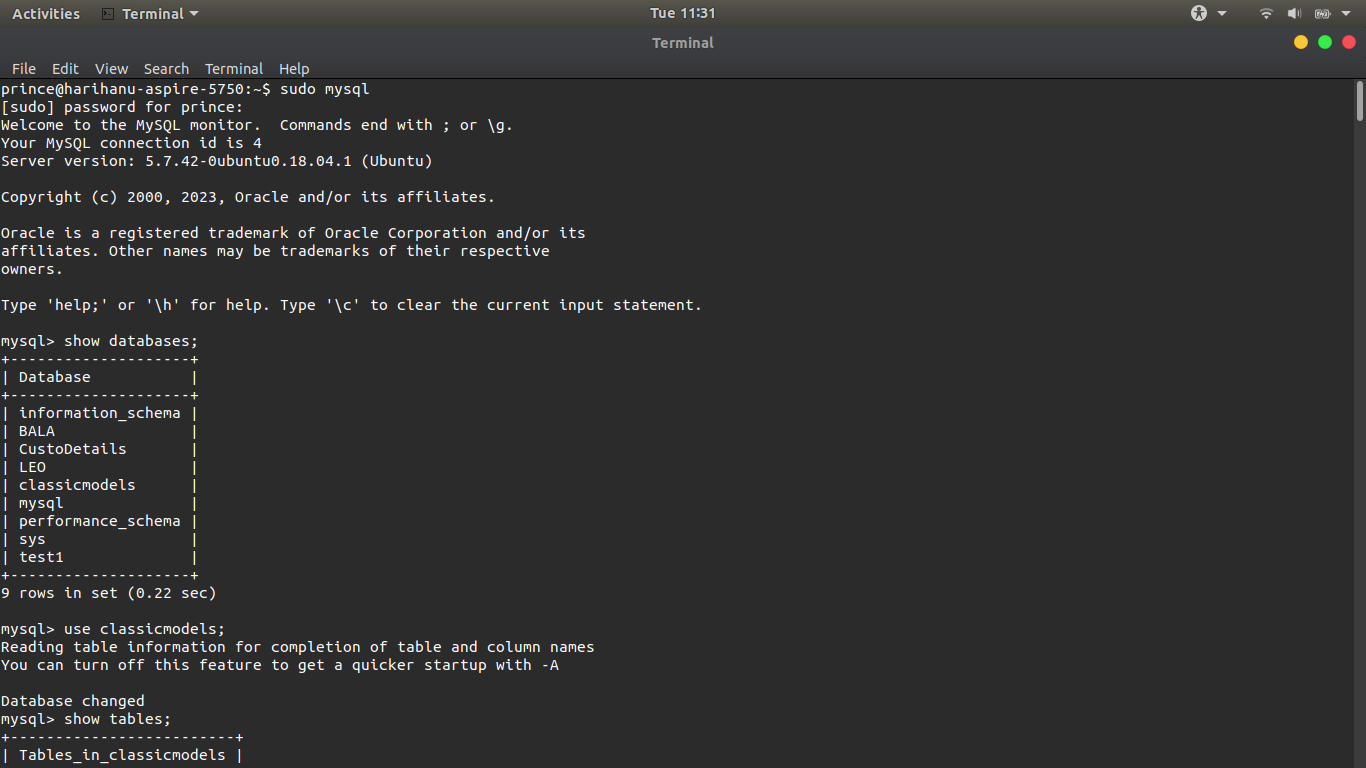 Activities Terminal Tue 11:31
Terminal
File Edit View Search Terminal Help
prince@harihanu-aspire-5750:~$ sudo mysql
[sudo] password for prince:
Welcome to the MySQL monitor.  Commands end with ; or \g.
Your MySQL connection id is 4
Server version: 5.7.42-0ubuntu0.18.04.1 (Ubuntu)

Copyright (c) 2000, 2023, Oracle and/or its affiliates.

Oracle is a registered trademark of Oracle Corporation and/or its
affiliates. Other names may be trademarks of their respective
owners.

Type 'help;' or '\h' for help. Type '\c' to clear the current input statement.

mysql> show databases;
+--------------------+
| Database           |
+--------------------+
| information_schema |
| BALA               |
| CustoDetails       |
| LEO                |
| classicmodels      |
| mysql              |
| performance_schema |
| sys                |
| test1              |
+--------------------+
9 rows in set (0.22 sec)

mysql> use classicmodels;
Reading table information for completion of table and column names
You can turn off this feature to get a quicker startup with -A

Database changed
mysql> show tables;
+-------------------------+
| Tables_in_classicmodels |